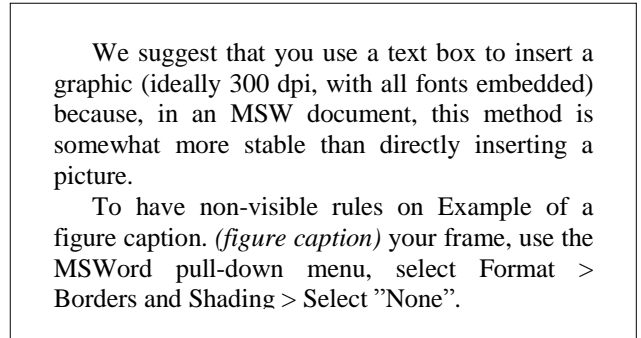 We suggest that you use a text box to insert a
graphic (ideally 300 dpi, with all fonts embedded)
because, in an MSW document, this method is
somewhat more stable than directly inserting a
picture.
To have non-visible rules on Example of a
figure caption. (figure caption) your frame, use the
MSWord pull-down menu, select Format >
Borders and Shading > Select ”None”.